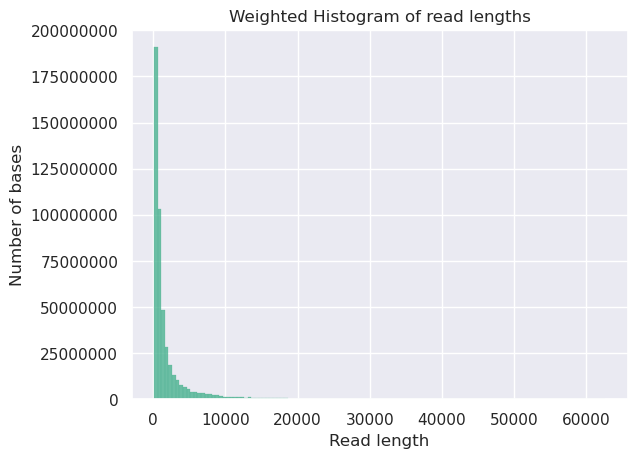 Weighted Histogram of read lengths
200000000
175000000
150000000
125000000
100000000
75000000
50000000
25000000
0
Number of bases
0 10000 20000 30000 40000 50000 60000
Read length